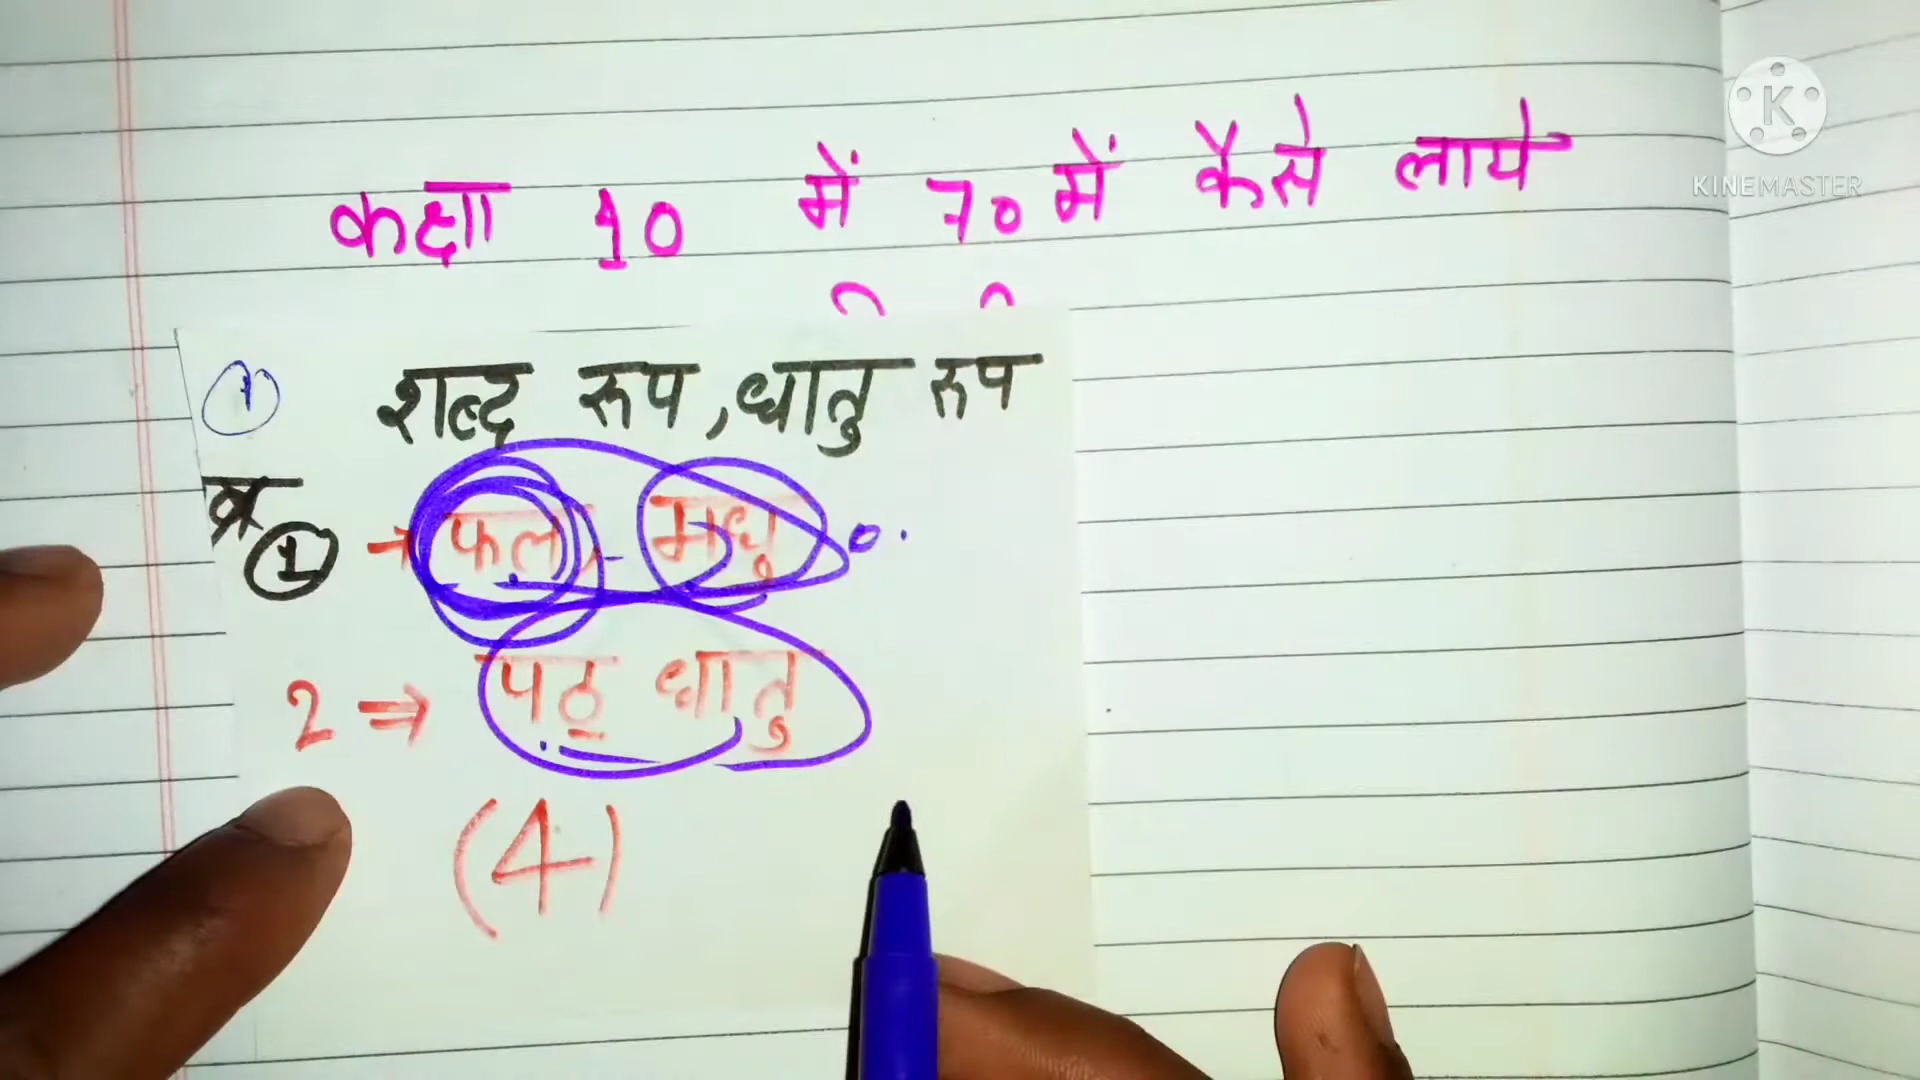 कक्षा 10 में 70 में कैसे लाये
KINEMASTER
1 शब्द रूप, धातु रूप
1 → फल, मधु
2 ⇒ पठ् धातु
(4)